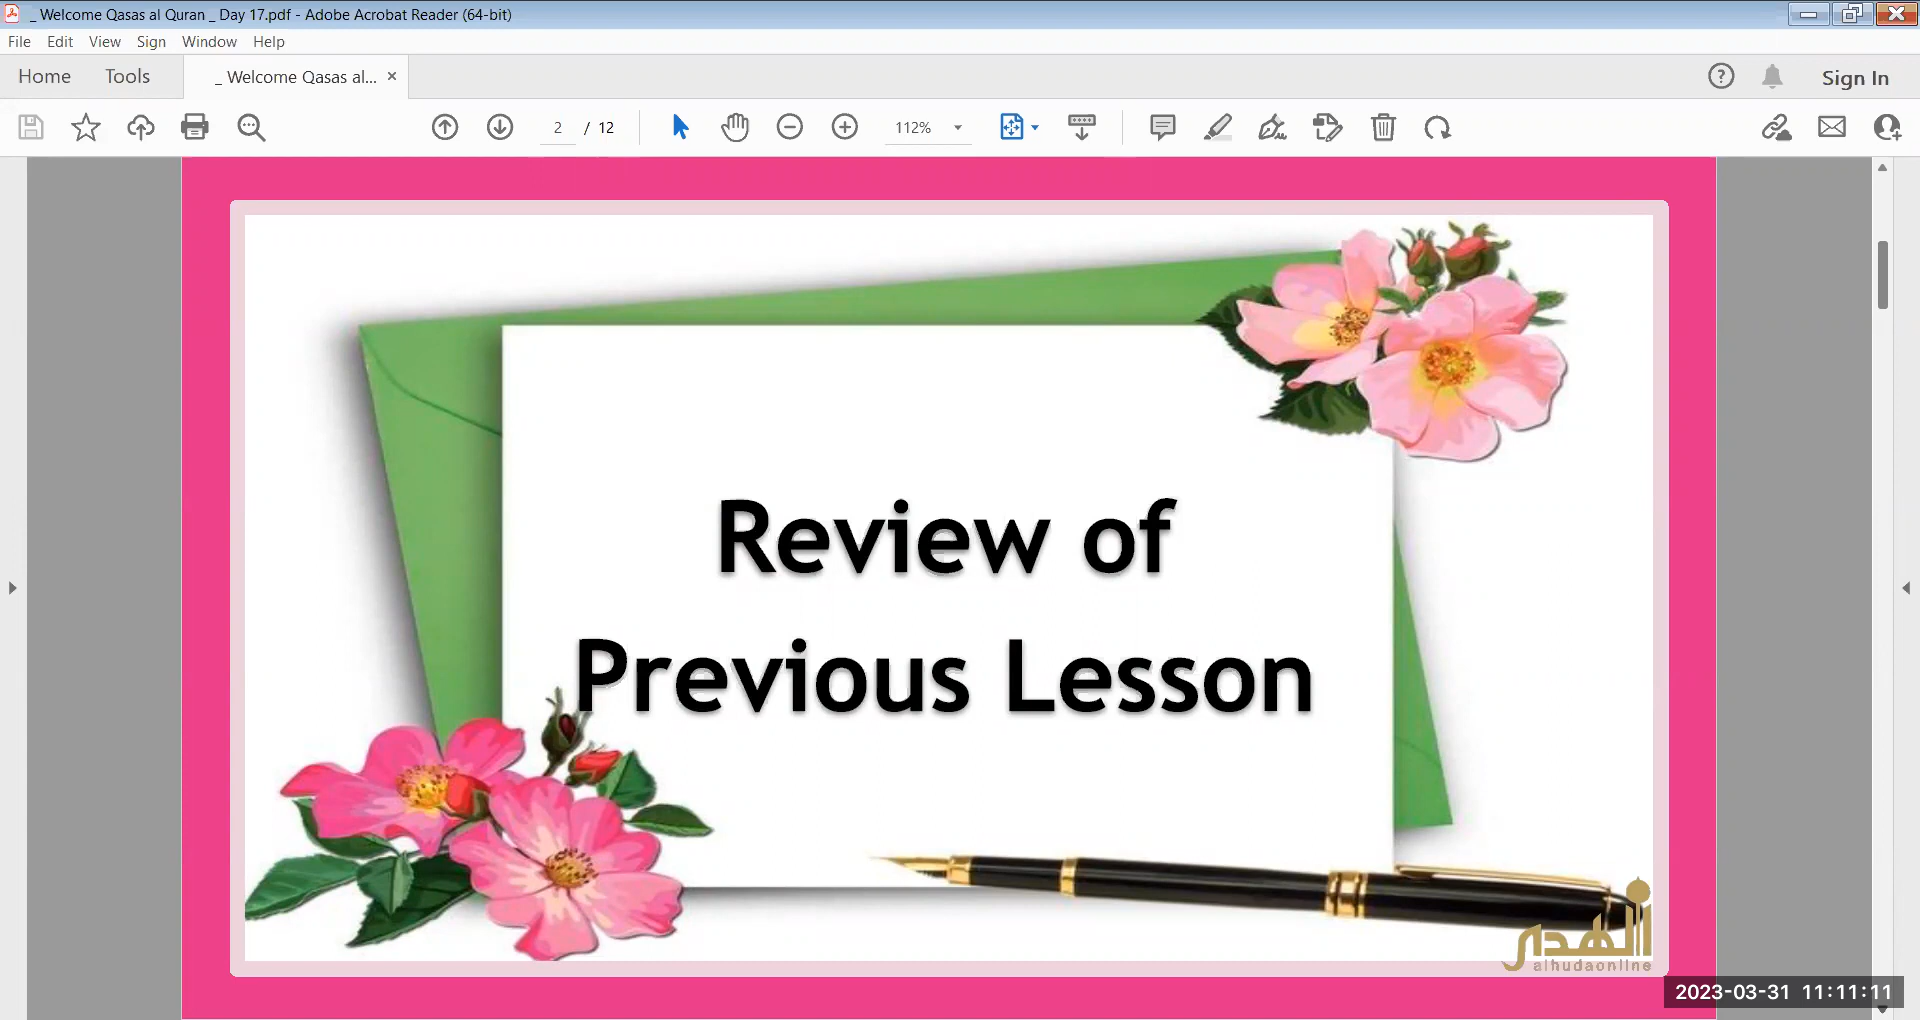 _ Welcome Qasas al Quran _ Day 17.pdf - Adobe Acrobat Reader (64-bit)
File Edit View Sign Window Help
Home Tools _ Welcome Qasas al... × ? Sign In
2 / 12 112%
Review of
Previous Lesson
الهدى
alhudaonline
2023-03-31 11:11:11